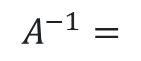 A⁻¹ =